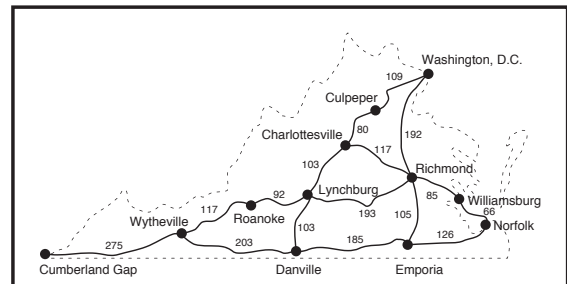 Washington, D.C.
109
Culpeper
80
192
Charlottesville
117
103
Richmond
92
Lynchburg
85
Williamsburg
117
Roanoke
193
105
66
Wytheville
Norfolk
103
126
275
203
185
Cumberland Gap
Danville
Emporia